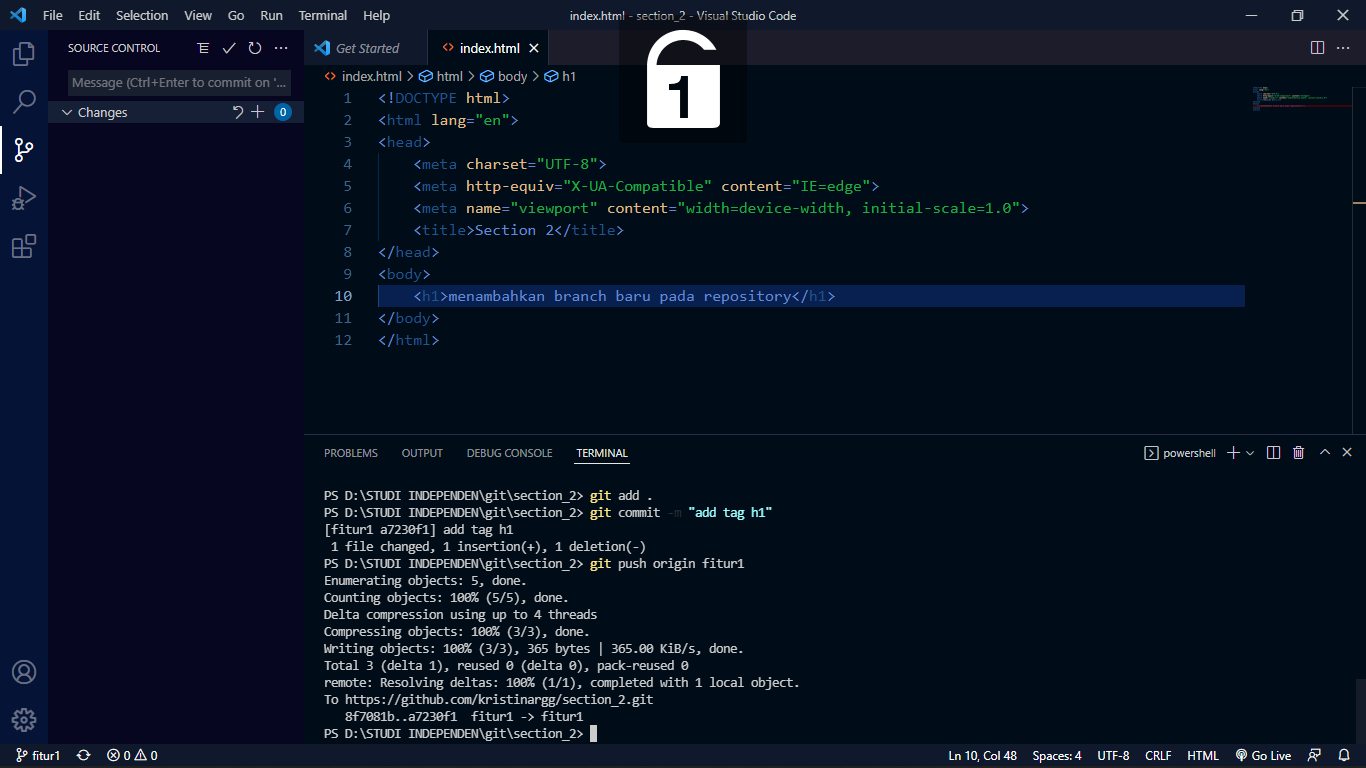 File Edit Selection View Go Run Terminal Help index.html - section_2 - Visual Studio Code
SOURCE CONTROL
Message (Ctrl+Enter to commit on '...
Changes 0
Get Started index.html
index.html > html > body > h1
1
1 <!DOCTYPE html>
2 <html lang="en">
3 <head>
4 <meta charset="UTF-8">
5 <meta http-equiv="X-UA-Compatible" content="IE=edge">
6 <meta name="viewport" content="width=device-width, initial-scale=1.0">
7 <title>Section 2</title>
8 </head>
9 <body>
10 <h1>menambahkan branch baru pada repository</h1>
11 </body>
12 </html>
PROBLEMS OUTPUT DEBUG CONSOLE TERMINAL powershell
PS D:\STUDI INDEPENDEN\git\section_2> git add .
PS D:\STUDI INDEPENDEN\git\section_2> git commit -m "add tag h1"
[fitur1 a7230f1] add tag h1
1 file changed, 1 insertion(+), 1 deletion(-)
PS D:\STUDI INDEPENDEN\git\section_2> git push origin fitur1
Enumerating objects: 5, done.
Counting objects: 100% (5/5), done.
Delta compression using up to 4 threads
Compressing objects: 100% (3/3), done.
Writing objects: 100% (3/3), 365 bytes | 365.00 KiB/s, done.
Total 3 (delta 1), reused 0 (delta 0), pack-reused 0
remote: Resolving deltas: 100% (1/1), completed with 1 local object.
To https://github.com/kristinargg/section_2.git
8f7081b..a7230f1 fitur1 -> fitur1
PS D:\STUDI INDEPENDEN\git\section_2>
fitur1 0 0 Ln 10, Col 48 Spaces: 4 UTF-8 CRLF HTML Go Live